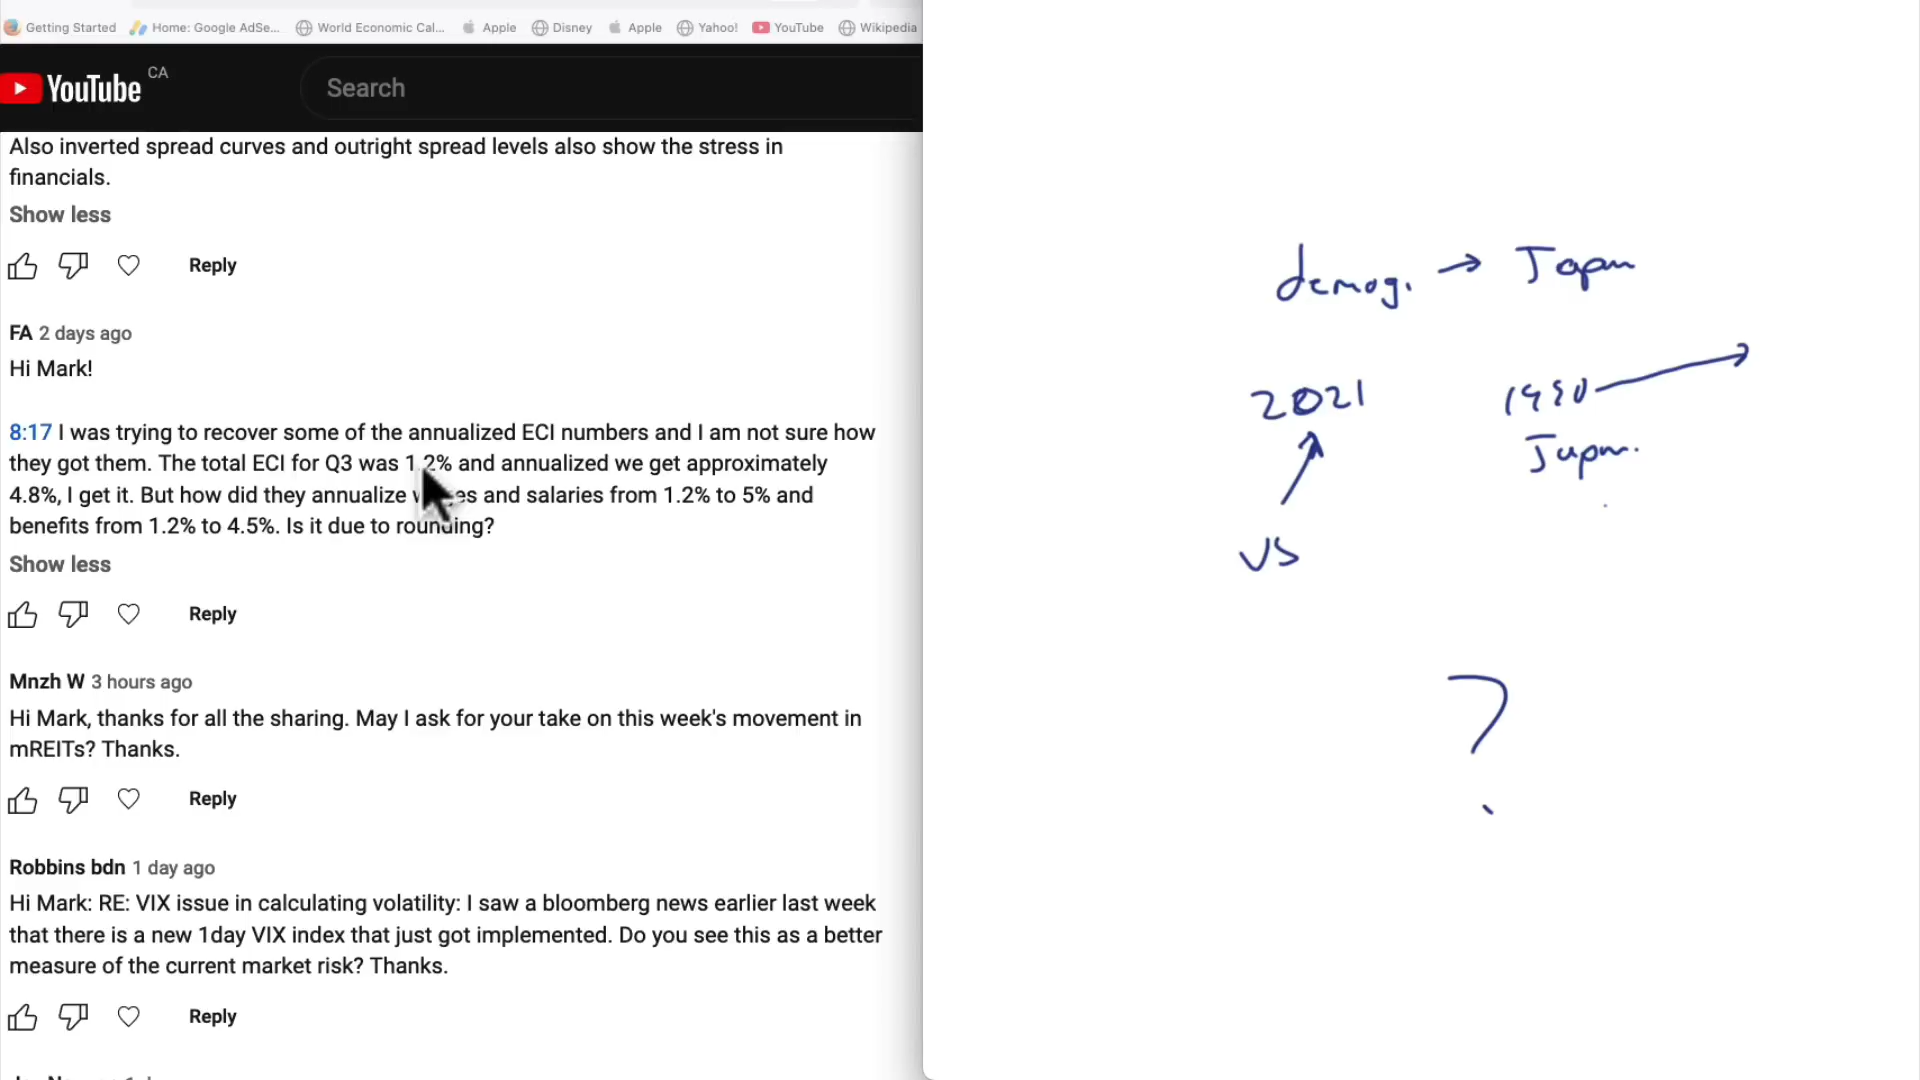 Getting Started Home: Google AdSe... World Economic Cal... Apple Disney Apple Yahoo! YouTube Wikipedia
YouTube CA Search
Also inverted spread curves and outright spread levels also show the stress in
financials.
Show less
Reply
FA 2 days ago
Hi Mark!
8:17 I was trying to recover some of the annualized ECI numbers and I am not sure how
they got them. The total ECI for Q3 was 1.2% and annualized we get approximately
4.8%, I get it. But how did they annualize and salaries from 1.2% to 5% and
benefits from 1.2% to 4.5%. Is it due to rounding?
Show less
Reply
Mnzh W 3 hours ago
Hi Mark, thanks for all the sharing. May I ask for your take on this week's movement in
mREITs? Thanks.
Reply
Robbins bdn 1 day ago
Hi Mark: RE: VIX issue in calculating volatility: I saw a bloomberg news earlier last week
that there is a new 1day VIX index that just got implemented. Do you see this as a better
measure of the current market risk? Thanks.
Reply
demog. → Japan
2021 1990
Japan.
US
?